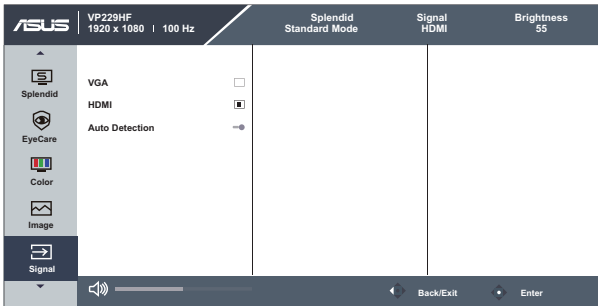 ASUS
VP229HF
1920 x 1080 | 100 Hz
Splendid
Standard Mode
Signal
HDMI
Brightness
55
Splendid
EyeCare
Color
Image
Signal
VGA
HDMI
Auto Detection
Back/Exit
Enter